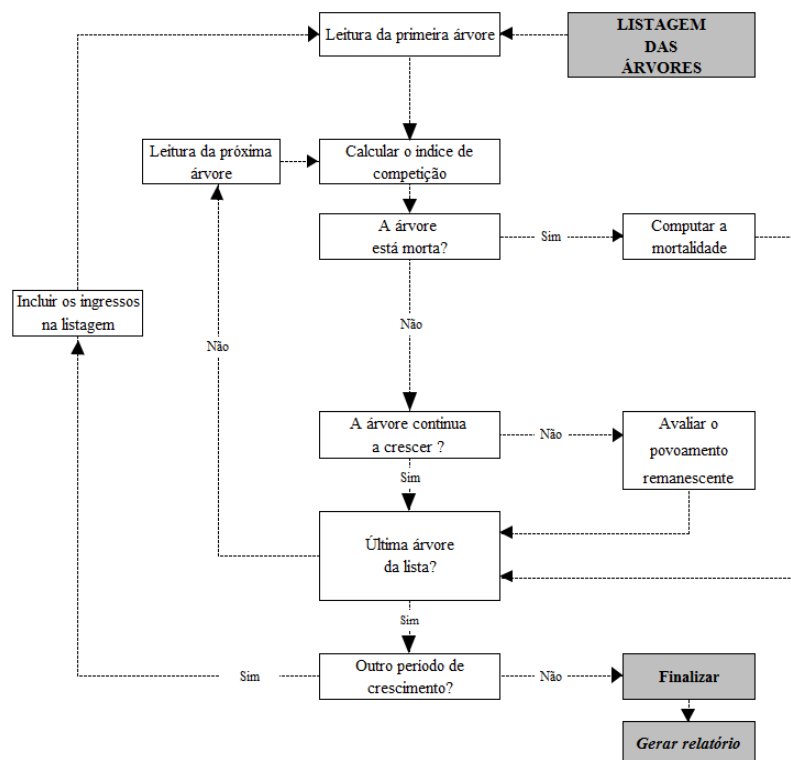 Leitura da primeira árvore
LISTAGEM
DAS
ÁRVORES
Leitura da próxima
árvore
Calcular o indice de
competição
A árvore
está morta?
Sim
Computar a
mortalidade
Incluir os ingressos
na listagem
Não
Não
A árvore continua
a crescer ?
Não
Avaliar o
povoamento
remanescente
Sim
Última árvore
da lista?
Sim
Outro periodo de
crescimento?
Sim
Não
Finalizar
Gerar relatório